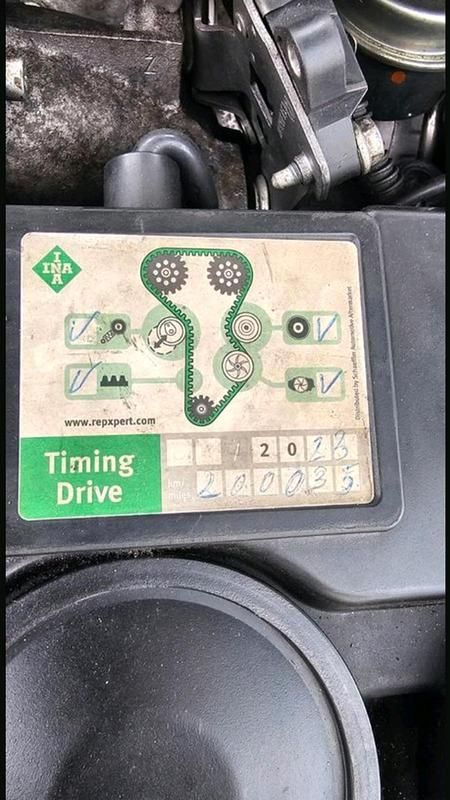 I
INA
A
www.repxpert.com
Distributed by Schaeffler Automotive Aftermarket
Timing
Drive
2023
km/
miles
200035